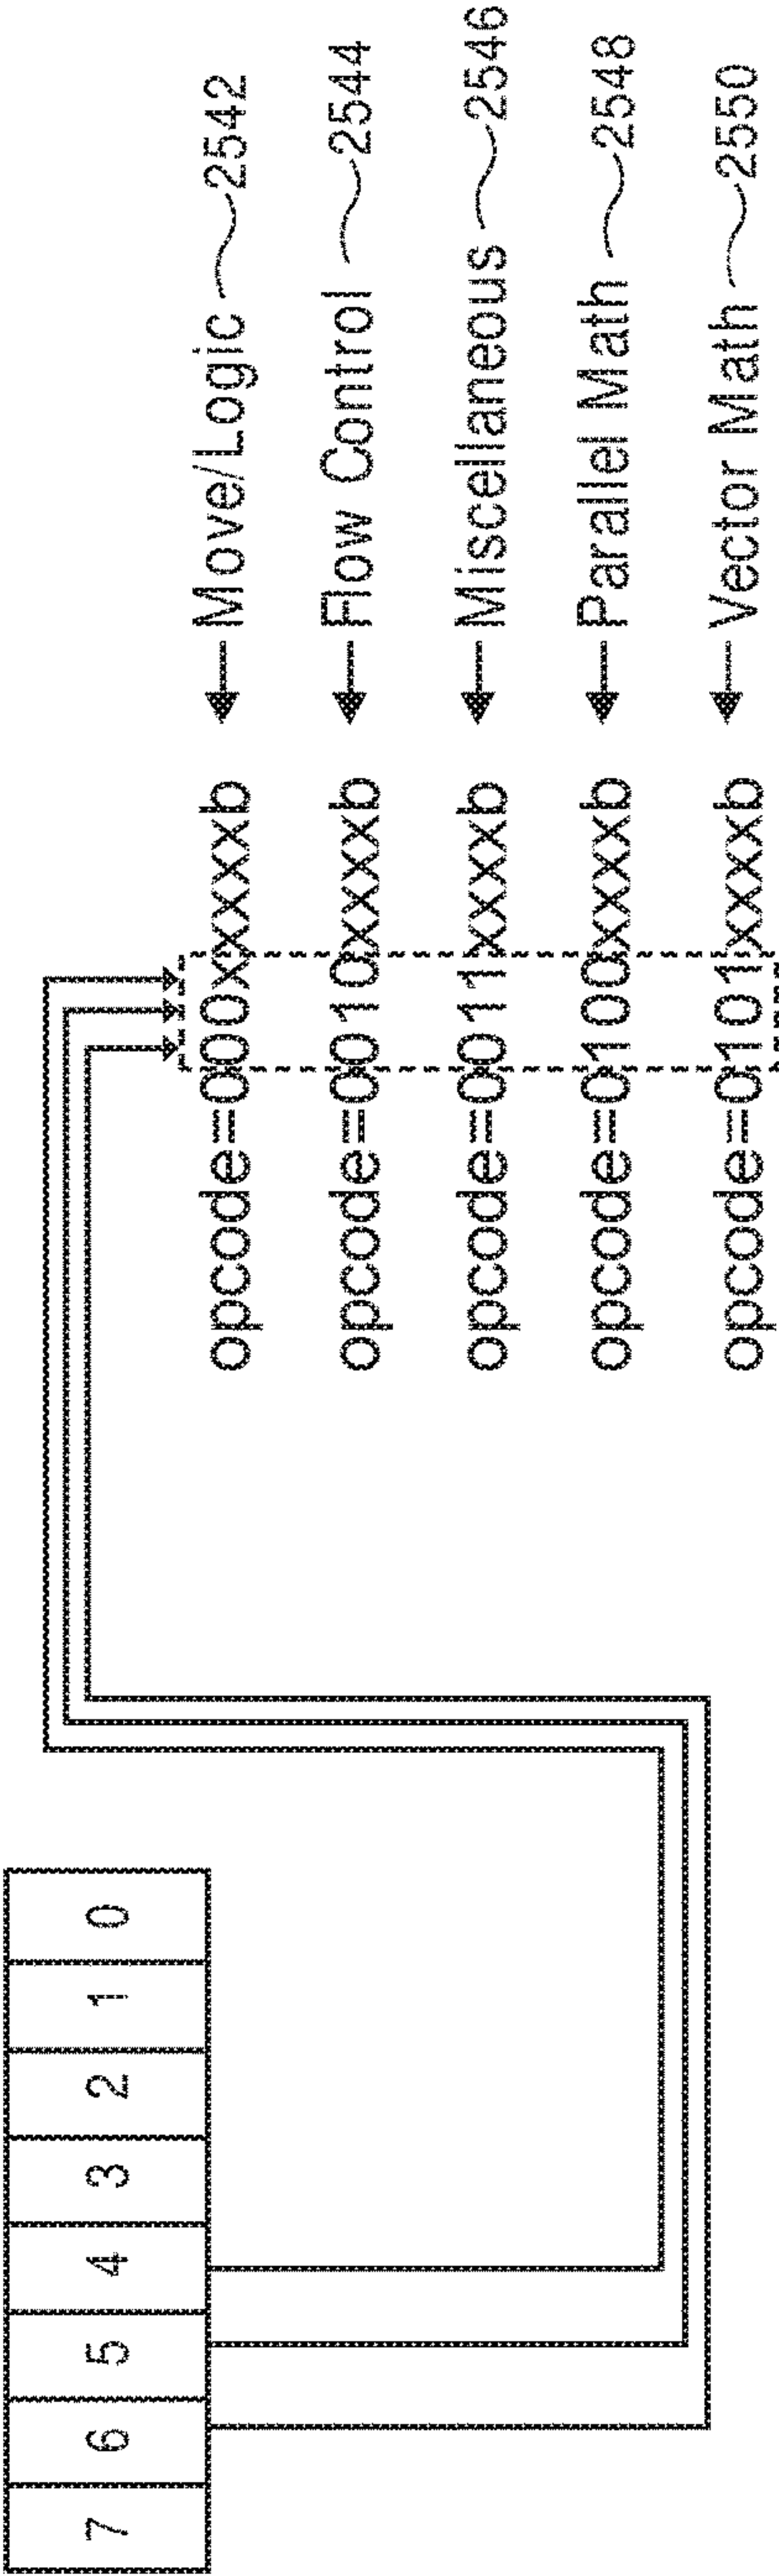 7 6 5 4 3 2 1 0
opcode=000xxxxxb ← Move/Logic 2542
opcode=0010xxxxb ← Flow Control 2544
opcode=0011xxxxb ← Miscellaneous 2546
opcode=0100xxxxb ← Parallel Math 2548
opcode=0101xxxxb ← Vector Math 2550